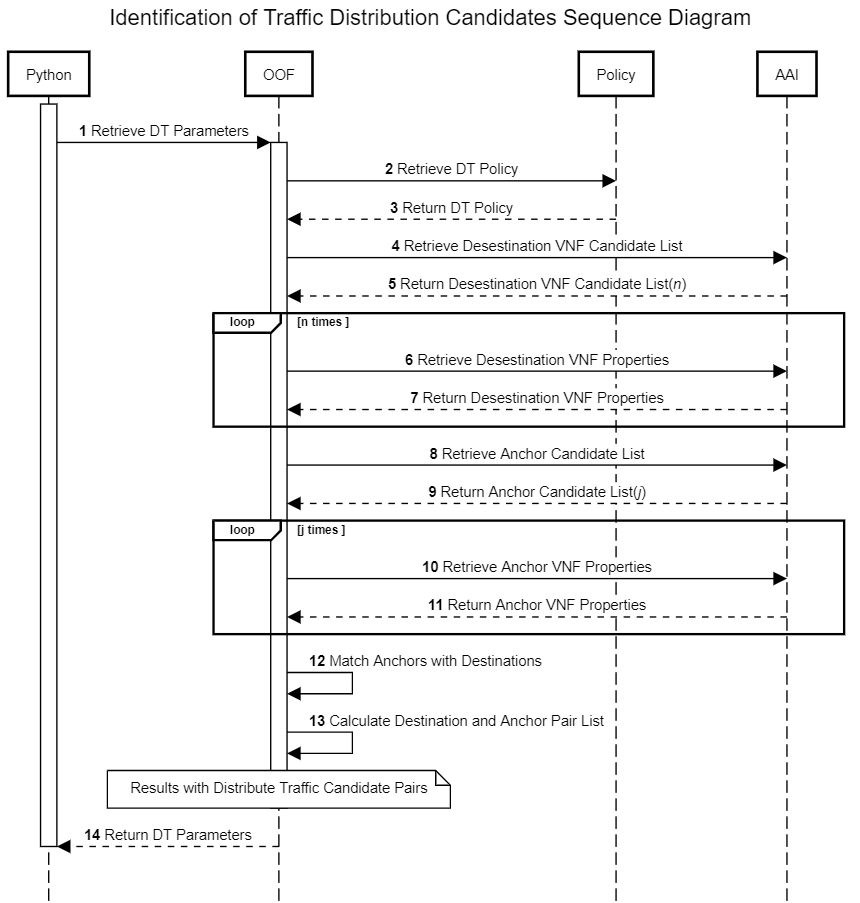 Identification of Traffic Distribution Candidates Sequence Diagram
Python
OOF
Policy
AAI
1 Retrieve DT Parameters
2 Retrieve DT Policy
3 Return DT Policy
4 Retrieve Desestination VNF Candidate List
5 Return Desestination VNF Candidate List(n)
loop
[n times ]
6 Retrieve Desestination VNF Properties
7 Return Desestination VNF Properties
8 Retrieve Anchor Candidate List
9 Return Anchor Candidate List(j)
loop
[j times ]
10 Retrieve Anchor VNF Properties
11 Return Anchor VNF Properties
12 Match Anchors with Destinations
13 Calculate Destination and Anchor Pair List
Results with Distribute Traffic Candidate Pairs
14 Return DT Parameters